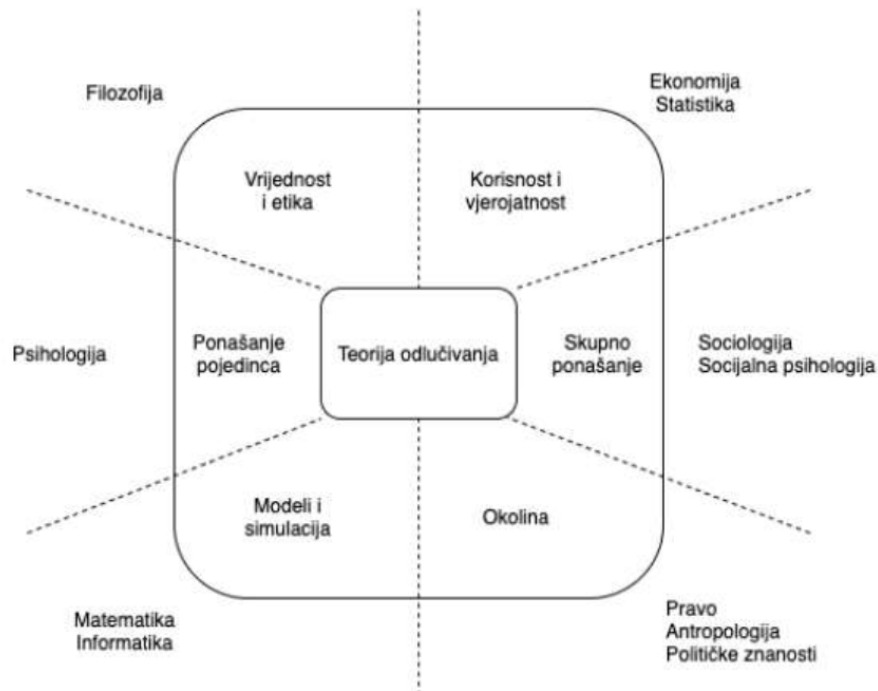 Filozofija
Ekonomija
Statistika
Vrijednost
i etika
Korisnost i
vjerojatnost
Psihologija
Ponašanje
pojedinca
Teorija odlučivanja
Skupno
ponašanje
Sociologija
Socijalna psihologija
Modeli i
simulacija
Okolina
Matematika
Informatika
Pravo
Antropologija
Političke znanosti